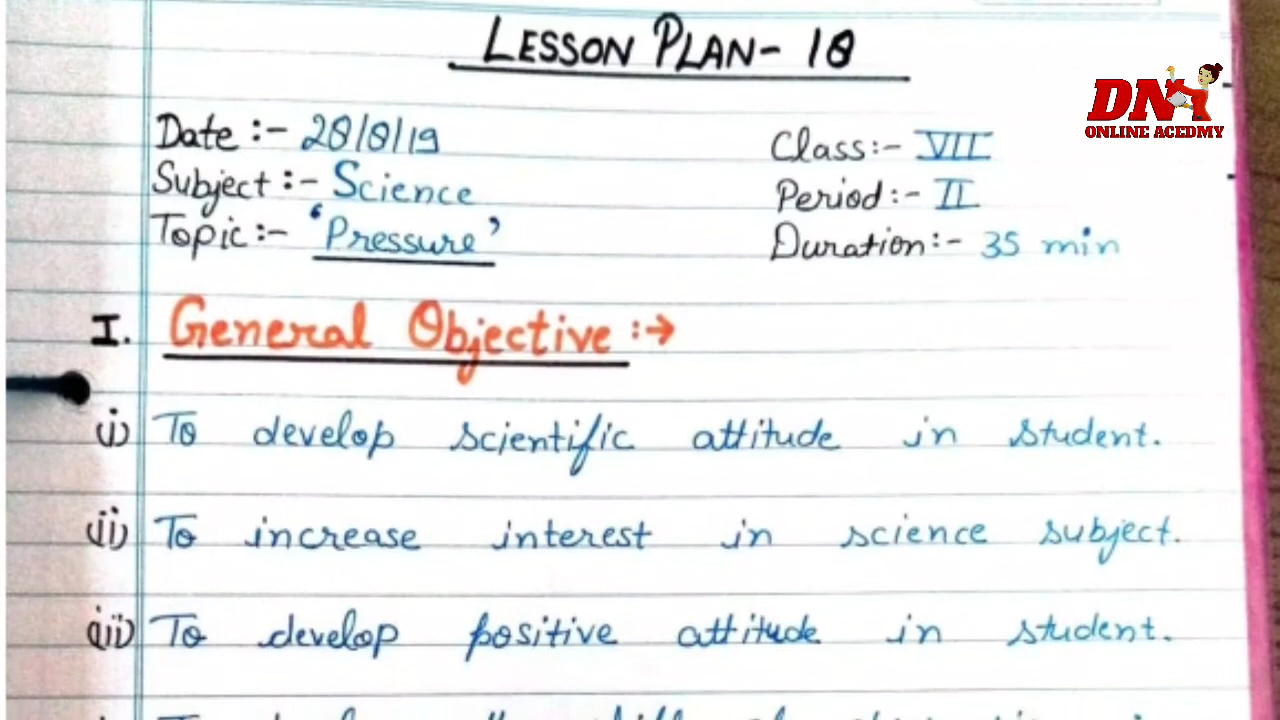 LESSON PLAN- 18
Date :- 28/8/19
Class:- VII
Subject :- Science
Period:- II
Topic:- 'Pressure'
Duration:- 35 min
I. General Objective :→
(i) To develop scientific attitude in student.
(ii) To increase interest in science subject.
(iii) To develop positive attitude in student.
DN
ONLINE ACEDMY